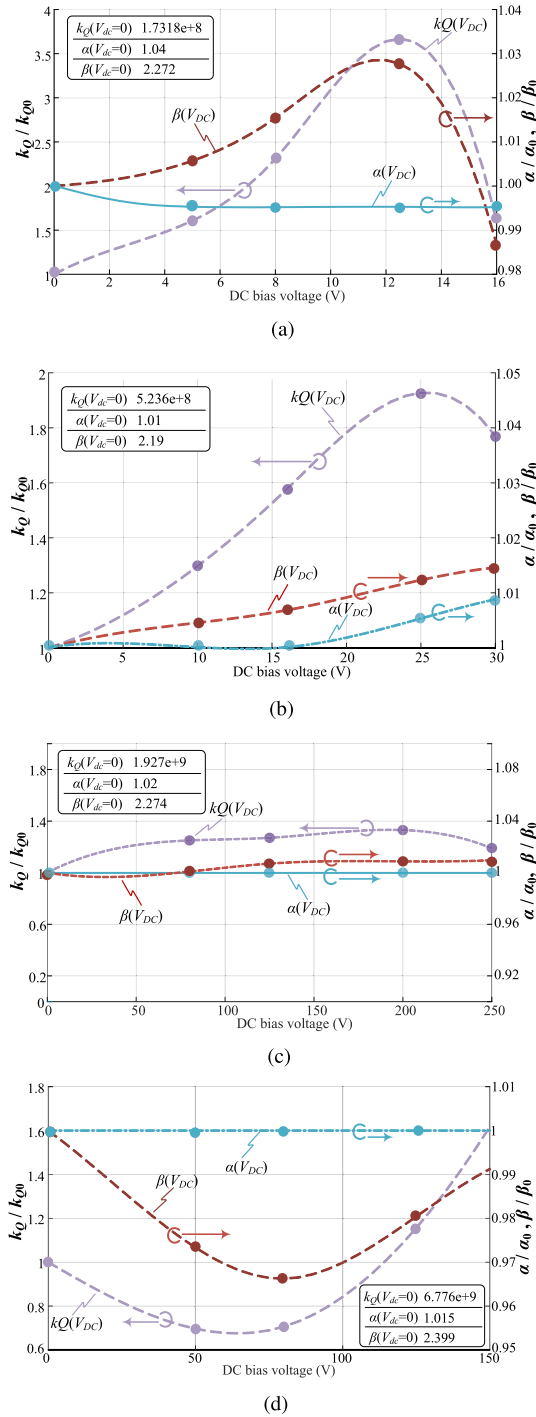 k_Q(V_dc=0) 1.7318e+8
α(V_dc=0) 1.04
β(V_dc=0) 2.272
k_Q(V_DC)
β(V_DC)
α(V_DC)
k_Q / k_Q0
α / α_0 , β / β_0
4
3.5
3
2.5
2
1.5
1
1.04
1.03
1.02
1.01
1.005
1.00
0.99
0.98
0 2 4 6 8 10 12 14 16
DC bias voltage (V)
(a)
k_Q(V_dc=0) 5.236e+8
α(V_dc=0) 1.01
β(V_dc=0) 2.19
kQ(V_DC)
β(V_DC)
α(V_DC)
k_Q / k_Q0
α / α_0 , β / β_0
2
1.8
1.6
1.4
1.2
1
1.05
1.04
1.03
1.02
1.01
1
0 5 10 15 20 25 30
DC bias voltage (V)
(b)
k_Q(V_dc=0) 1.927e+9
α(V_dc=0) 1.02
β(V_dc=0) 2.274
kQ(V_DC)
β(V_DC)
α(V_DC)
k_Q / k_Q0
α / α_0 , β / β_0
1.8
1.4
1
0.6
0.2
0
1.08
1.04
1
0.96
0.92
0 50 100 150 200 250
DC bias voltage (V)
(c)
1.8
1.6
1.4
1.2
1
0.8
0.6
1.01
1
0.99
0.98
0.97
0.96
0.95
α(V_DC)
β(V_DC)
kQ(V_DC)
k_Q / k_Q0
α / α_0 , β / β_0
k_Q(V_dc=0) 6.776e+9
α(V_dc=0) 1.015
β(V_dc=0) 2.399
0 50 100 150
DC bias voltage (V)
(d)